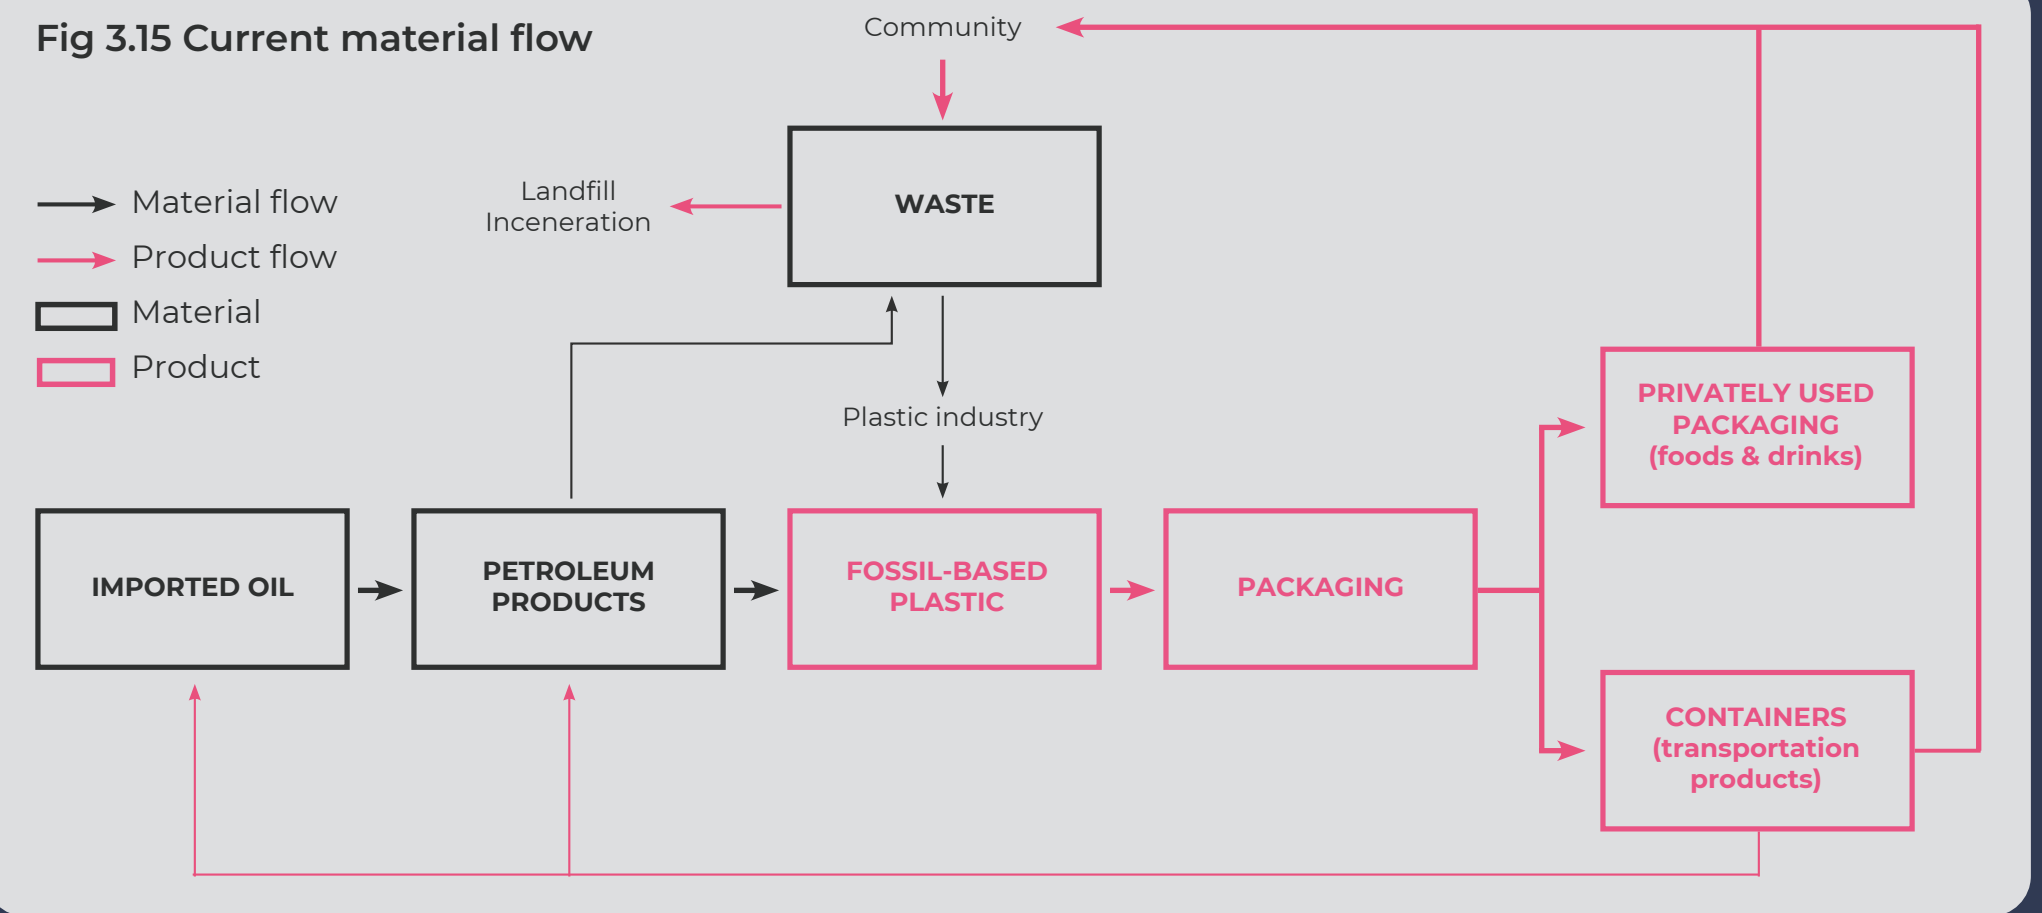 Fig 3.15 Current material flow
Community
Material flow
Product flow
Material
Product
Landfill
Inceneration
WASTE
Plastic industry
PRIVATELY USED
PACKAGING
(foods & drinks)
IMPORTED OIL
PETROLEUM
PRODUCTS
FOSSIL-BASED
PLASTIC
PACKAGING
CONTAINERS
(transportation
products)